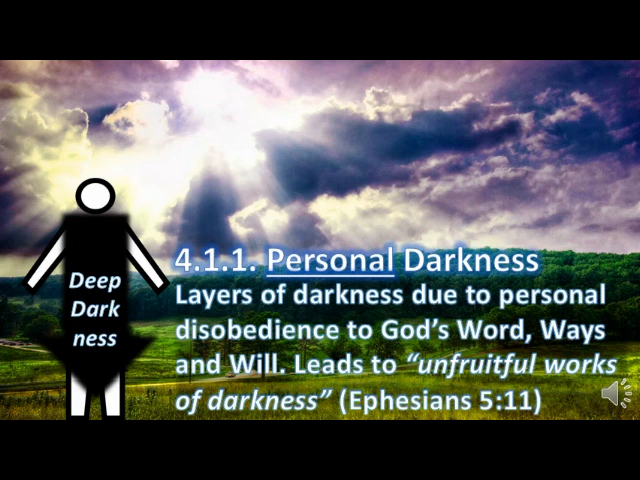 4.1.1. Personal Darkness
Layers of darkness due to personal
disobedience to God’s Word, Ways
and Will. Leads to “unfruitful works
of darkness” (Ephesians 5:11)
Deep
Dark
ness